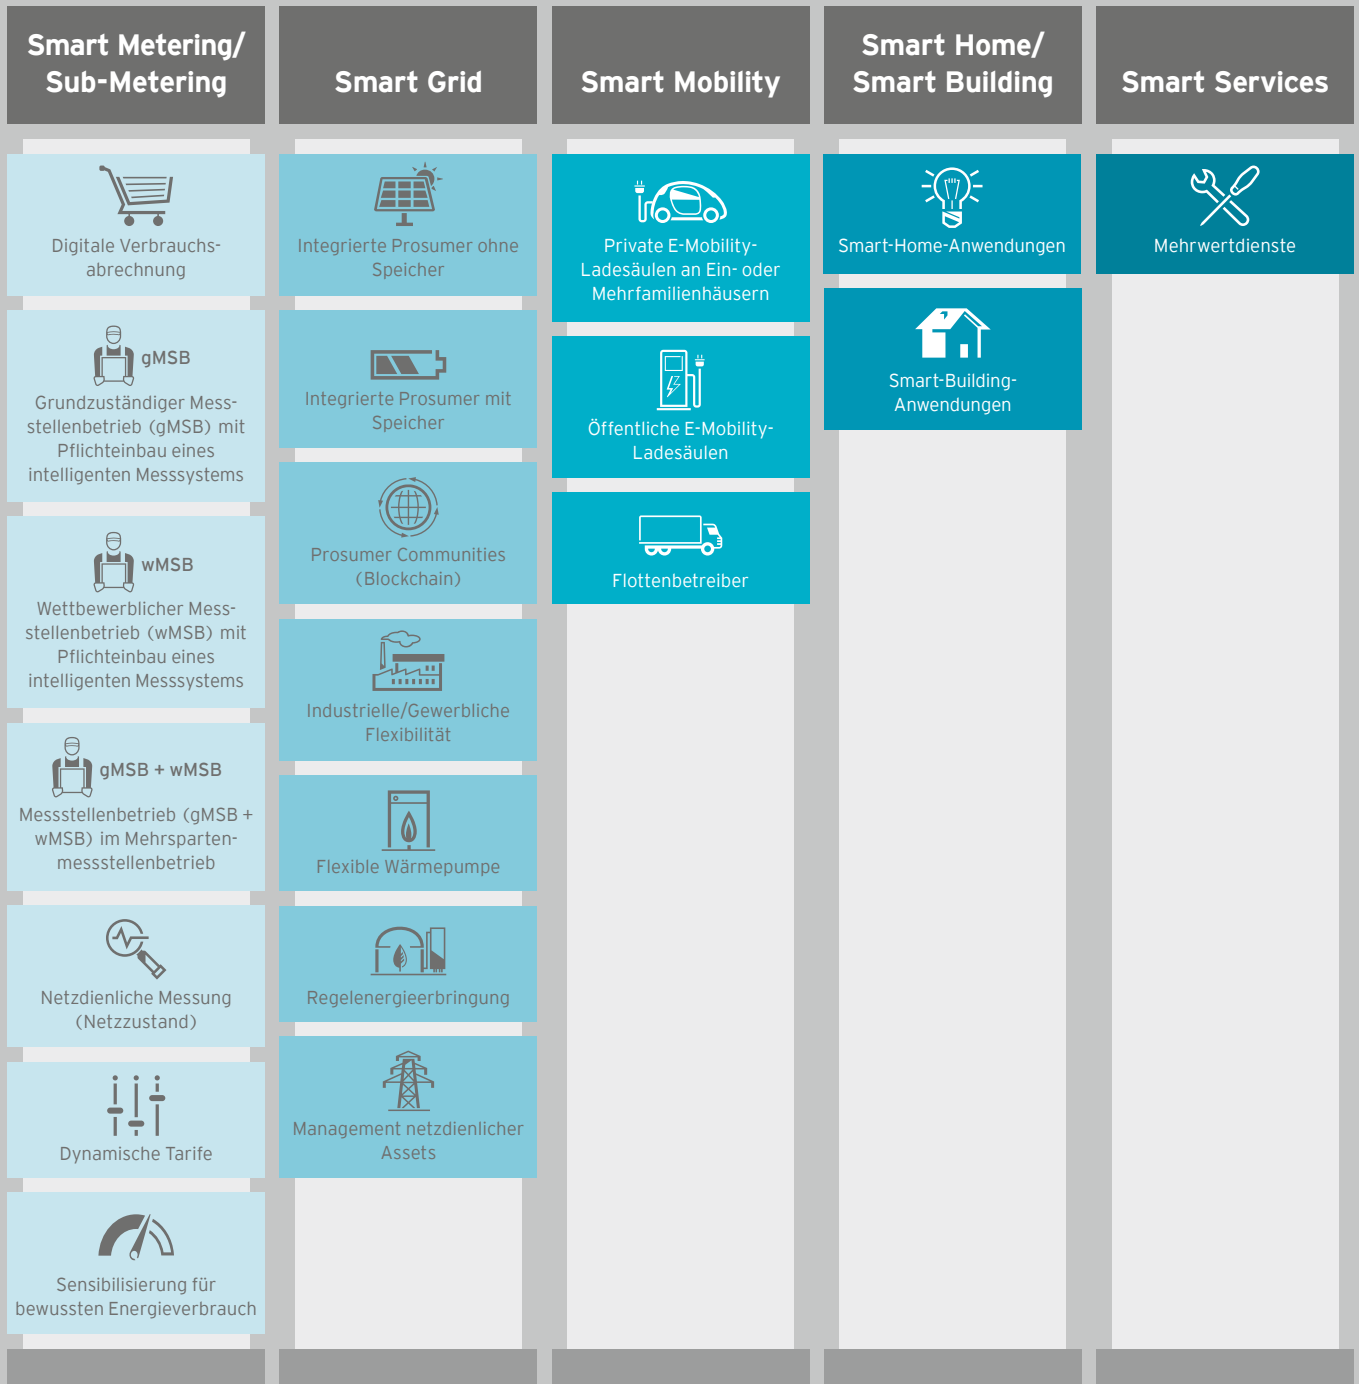 Smart Metering/
Sub-Metering
Digitale Verbrauchs-
abrechnung
gMSB
Grundzuständiger Mess-
stellenbetrieb (gMSB) mit
Pflichteinbau eines
intelligenten Messsystems
wMSB
Wettbewerblicher Mess-
stellenbetrieb (wMSB) mit
Pflichteinbau eines
intelligenten Messsystems
gMSB + wMSB
Messstellenbetrieb (gMSB +
wMSB) im Mehrsparten-
messstellenbetrieb
Netzdienliche Messung
(Netzzustand)
Dynamische Tarife
Sensibilisierung für
bewussten Energieverbrauch
Smart Grid
Integrierte Prosumer ohne
Speicher
Integrierte Prosumer mit
Speicher
Prosumer Communities
(Blockchain)
Industrielle/Gewerbliche
Flexibilität
Flexible Wärmepumpe
Regelenergieerbringung
Management netzdienlicher
Assets
Smart Mobility
Private E-Mobility-
Ladesäulen an Ein- oder
Mehrfamilienhäusern
Öffentliche E-Mobility-
Ladesäulen
Flottenbetreiber
Smart Home/
Smart Building
Smart-Home-Anwendungen
Smart-Building-
Anwendungen
Smart Services
Mehrwertdienste